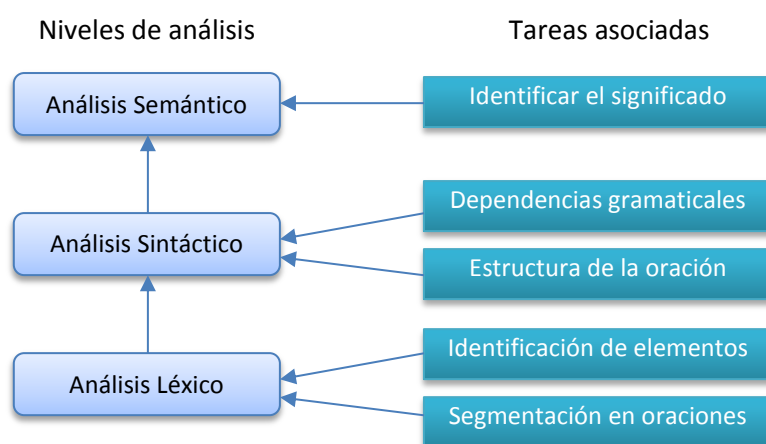 Niveles de análisis
Tareas asociadas
Análisis Semántico
Identificar el significado
Dependencias gramaticales
Análisis Sintáctico
Estructura de la oración
Identificación de elementos
Análisis Léxico
Segmentación en oraciones